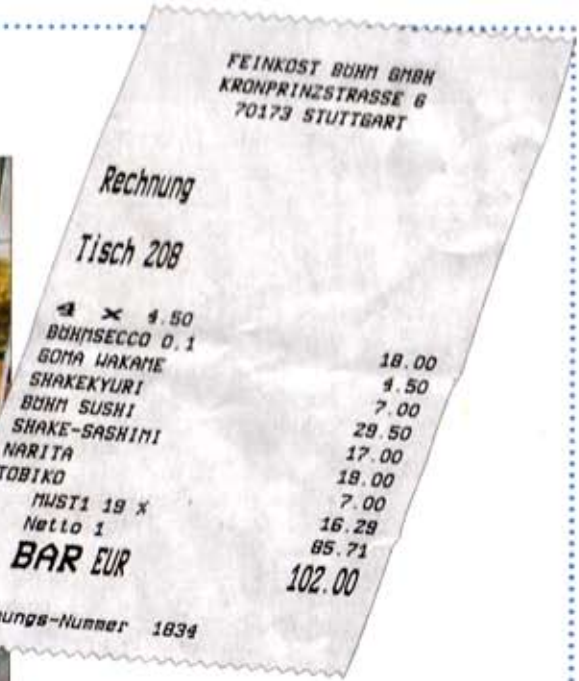 FEINKOST BÖHM GMBH
KRONPRINZSTRASSE 6
70173 STUTTGART
Rechnung
Tisch 208
4 × 4.50
BÖHMSECCO 0,1 18.00
GOMA WAKAME 4.50
SHAKEKYURI 7.00
BÖHM SUSHI 29.50
SHAKE-SASHIMI 17.00
NARITA 19.00
TOBIKO 7.00
MWST1 19 % 16.29
Netto 1 85.71
BAR EUR 102.00
ungs-Nummer 1834